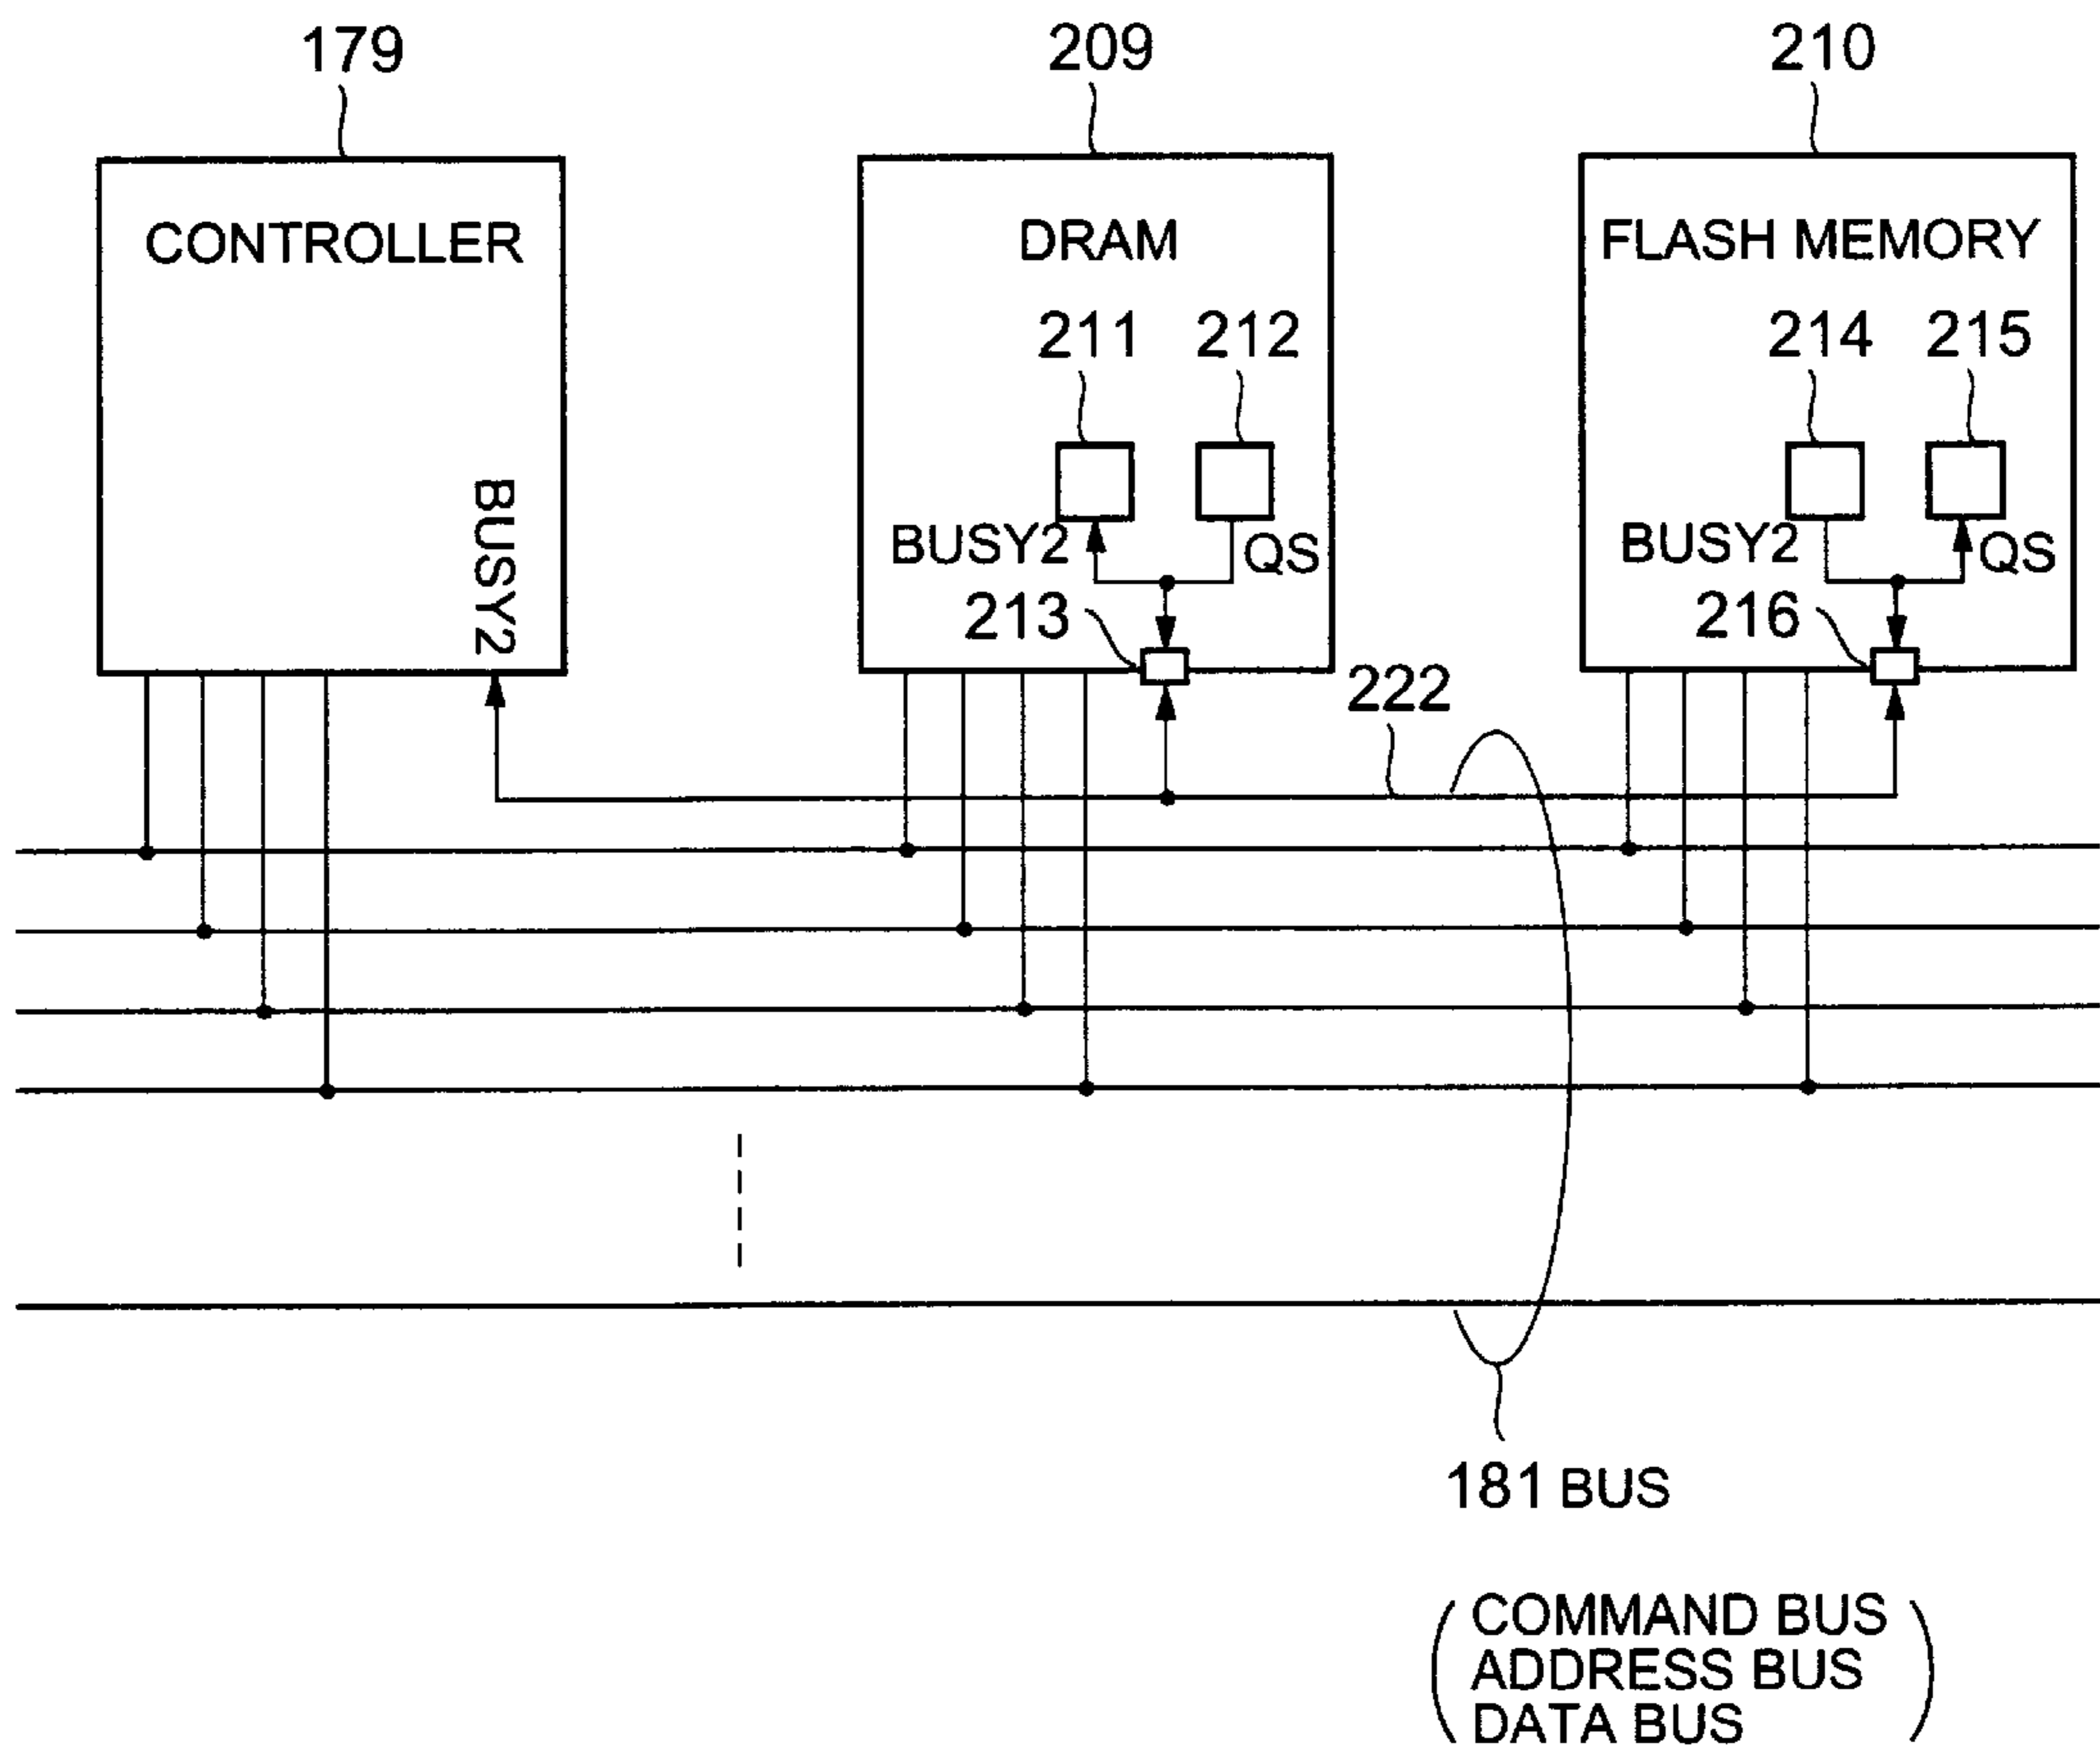 179
209
210
CONTROLLER
DRAM
FLASH MEMORY
211
212
214
215
BUSY2
BUSY2
QS
BUSY2
QS
213
216
222
181 BUS
COMMAND BUS
ADDRESS BUS
DATA BUS